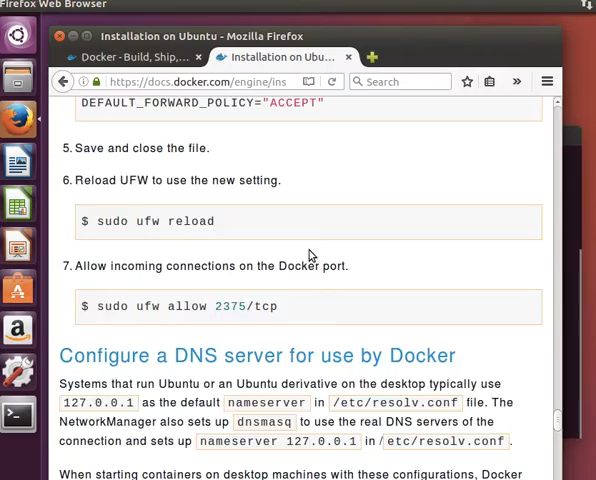 Firefox Web Browser
Installation on Ubuntu - Mozilla Firefox
Docker - Build, Ship,... × Installation on Ubu... ×
https://docs.docker.com/engine/ins Search
DEFAULT_FORWARD_POLICY="ACCEPT"
5. Save and close the file.
6. Reload UFW to use the new setting.
$ sudo ufw reload
7. Allow incoming connections on the Docker port.
$ sudo ufw allow 2375/tcp
Configure a DNS server for use by Docker
Systems that run Ubuntu or an Ubuntu derivative on the desktop typically use
127.0.0.1 as the default nameserver in /etc/resolv.conf file. The
NetworkManager also sets up dnsmasq to use the real DNS servers of the
connection and sets up nameserver 127.0.0.1 in /etc/resolv.conf.
When starting containers on desktop machines with these configurations, Docker